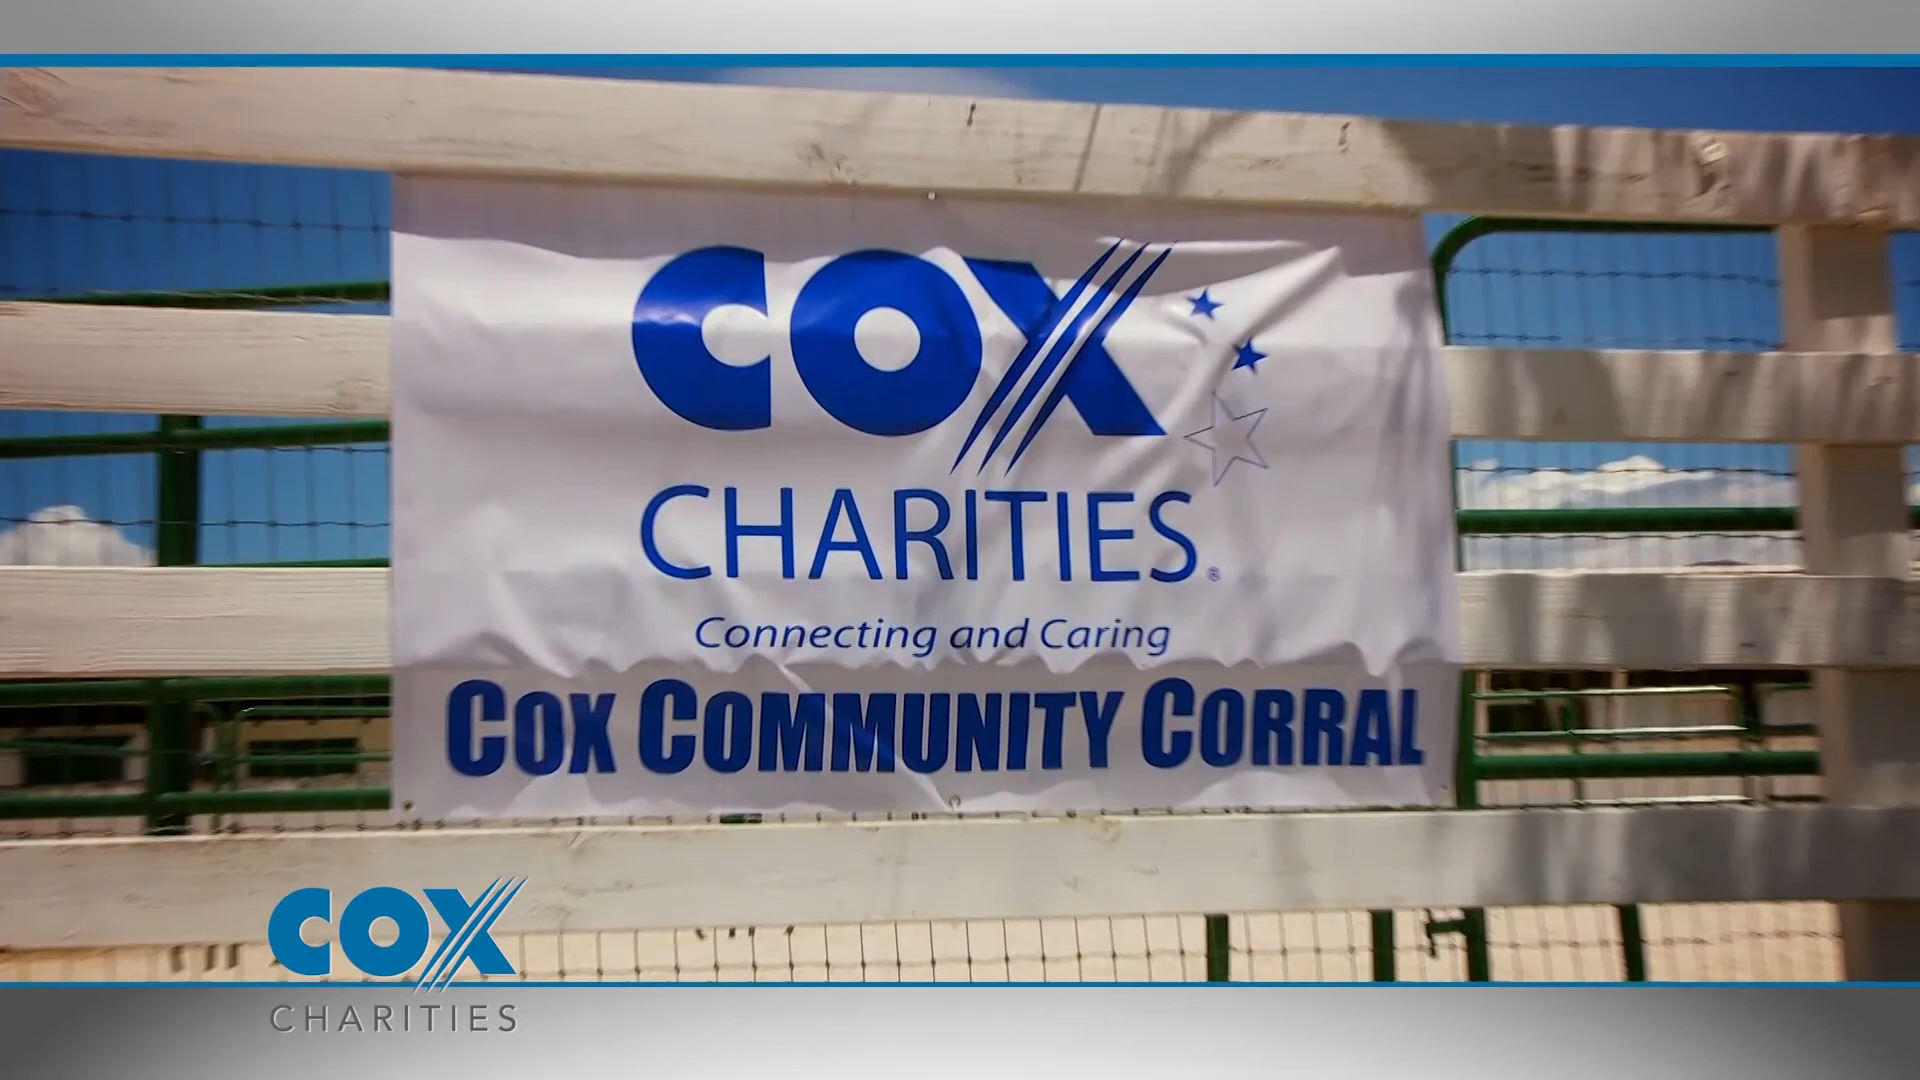 COX
CHARITIES®
Connecting and Caring
COX COMMUNITY CORRAL
COX
CHARITIES